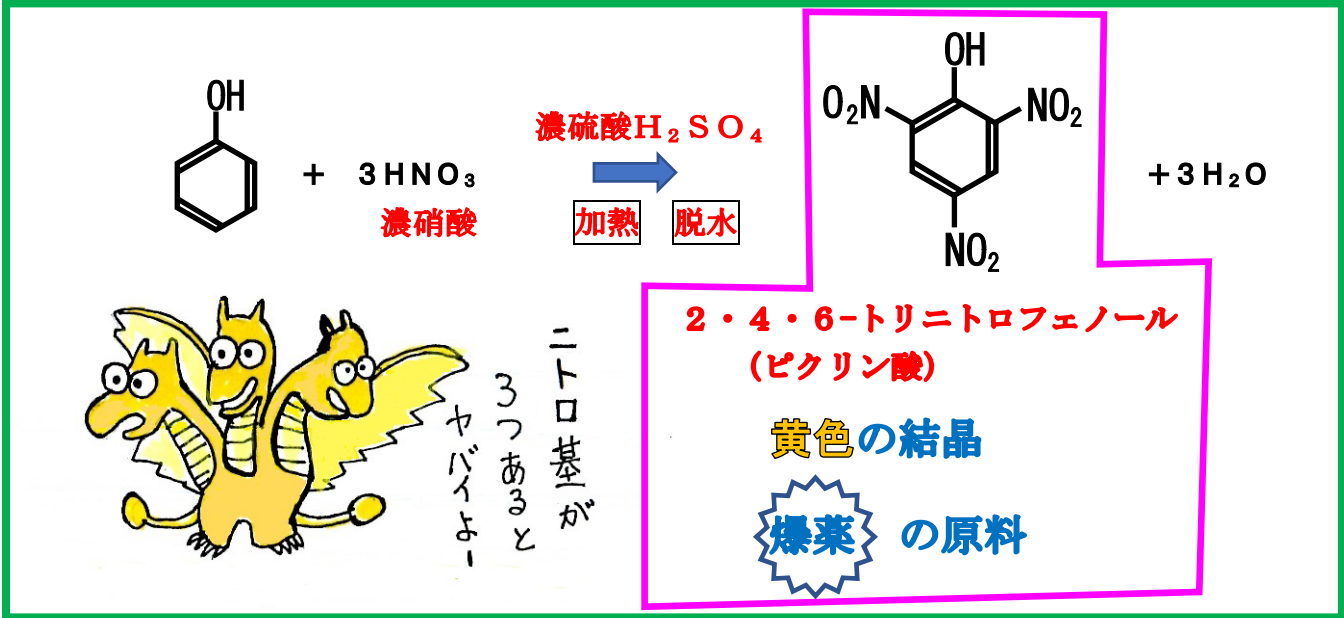 OH
+ 3HNO₃
濃硝酸
濃硫酸H₂SO₄
加熱 脱水
OH
O₂N
NO₂
NO₂
+3H₂O
2・4・6-トリニトロフェノール
(ピクリン酸)
黄色の結晶
爆薬 の原料
ニトロ基が
3つあると
ヤバイよー